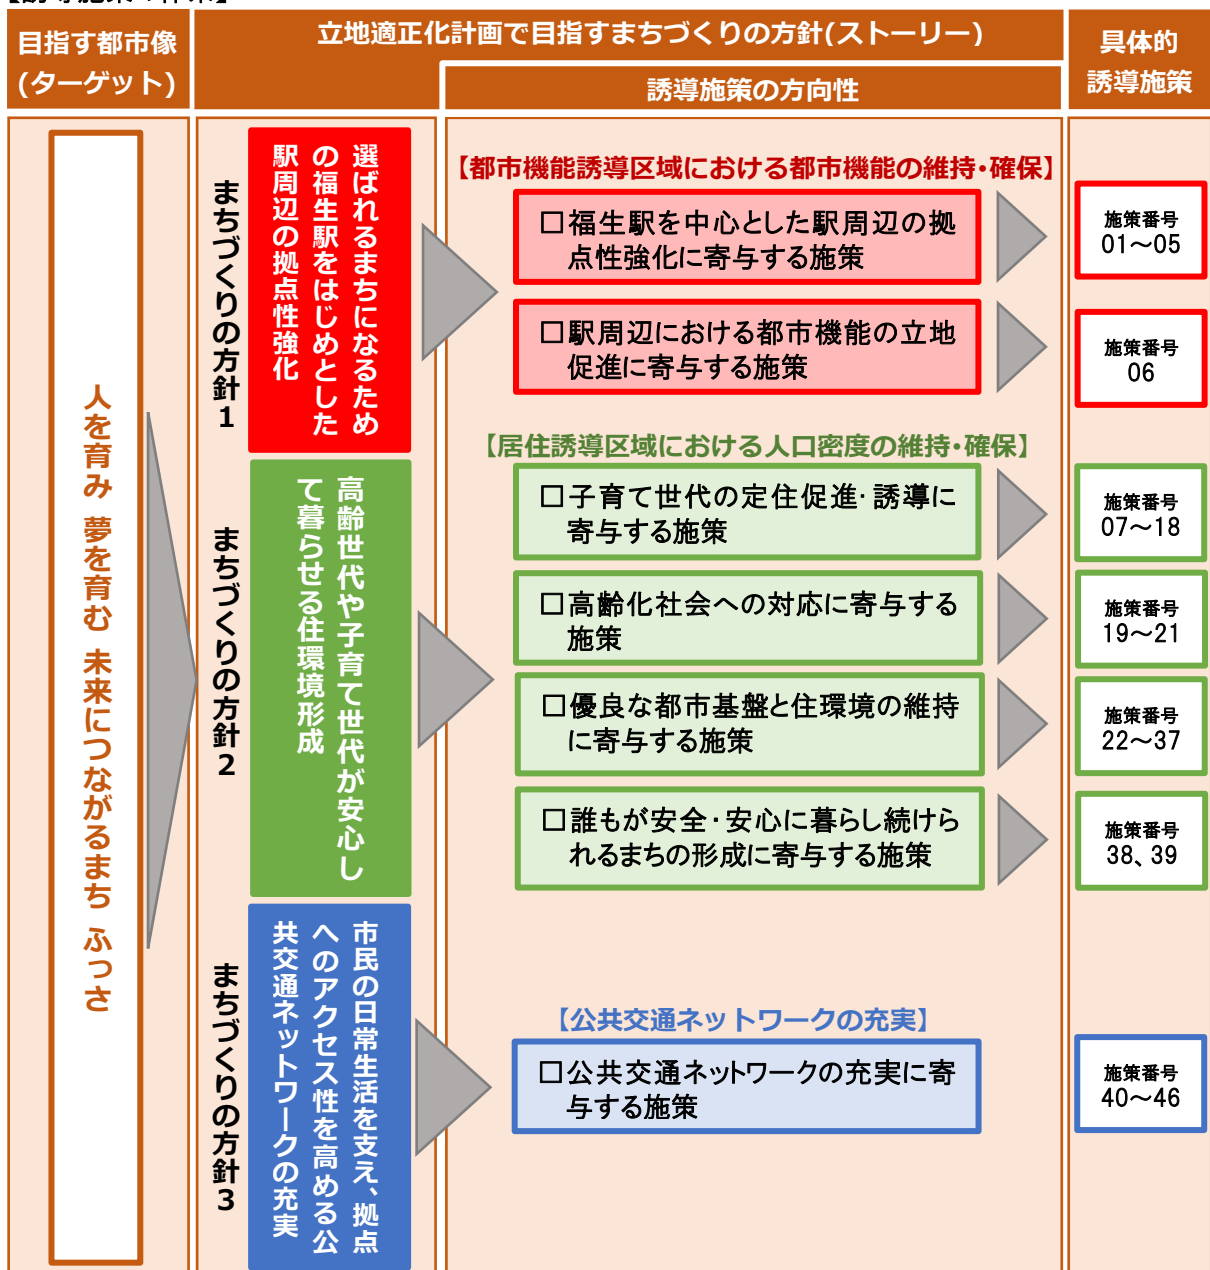 【誘導施策の体系】
目指す都市像
(ターゲット)
立地適正化計画で目指すまちづくりの方針(ストーリー)
誘導施策の方向性
具体的
誘導施策
人を育み 夢を育む 未来につながるまち ふっさ
まちづくりの方針1
選ばれるまちになるため
の福生駅をはじめとした
駅周辺の拠点性強化
【都市機能誘導区域における都市機能の維持・確保】
□福生駅を中心とした駅周辺の拠
点性強化に寄与する施策
施策番号
01～05
□駅周辺における都市機能の立地
促進に寄与する施策
施策番号
06
まちづくりの方針2
高齢世代や子育て世代が安心し
て暮らせる住環境形成
【居住誘導区域における人口密度の維持・確保】
□子育て世代の定住促進・誘導に
寄与する施策
施策番号
07～18
□高齢化社会への対応に寄与する
施策
施策番号
19～21
□優良な都市基盤と住環境の維持
に寄与する施策
施策番号
22～37
□誰もが安全・安心に暮らし続けら
れるまちの形成に寄与する施策
施策番号
38、39
まちづくりの方針3
市民の日常生活を支え、拠点
へのアクセス性を高める公
共交通ネットワークの充実
【公共交通ネットワークの充実】
□公共交通ネットワークの充実に寄
与する施策
施策番号
40～46